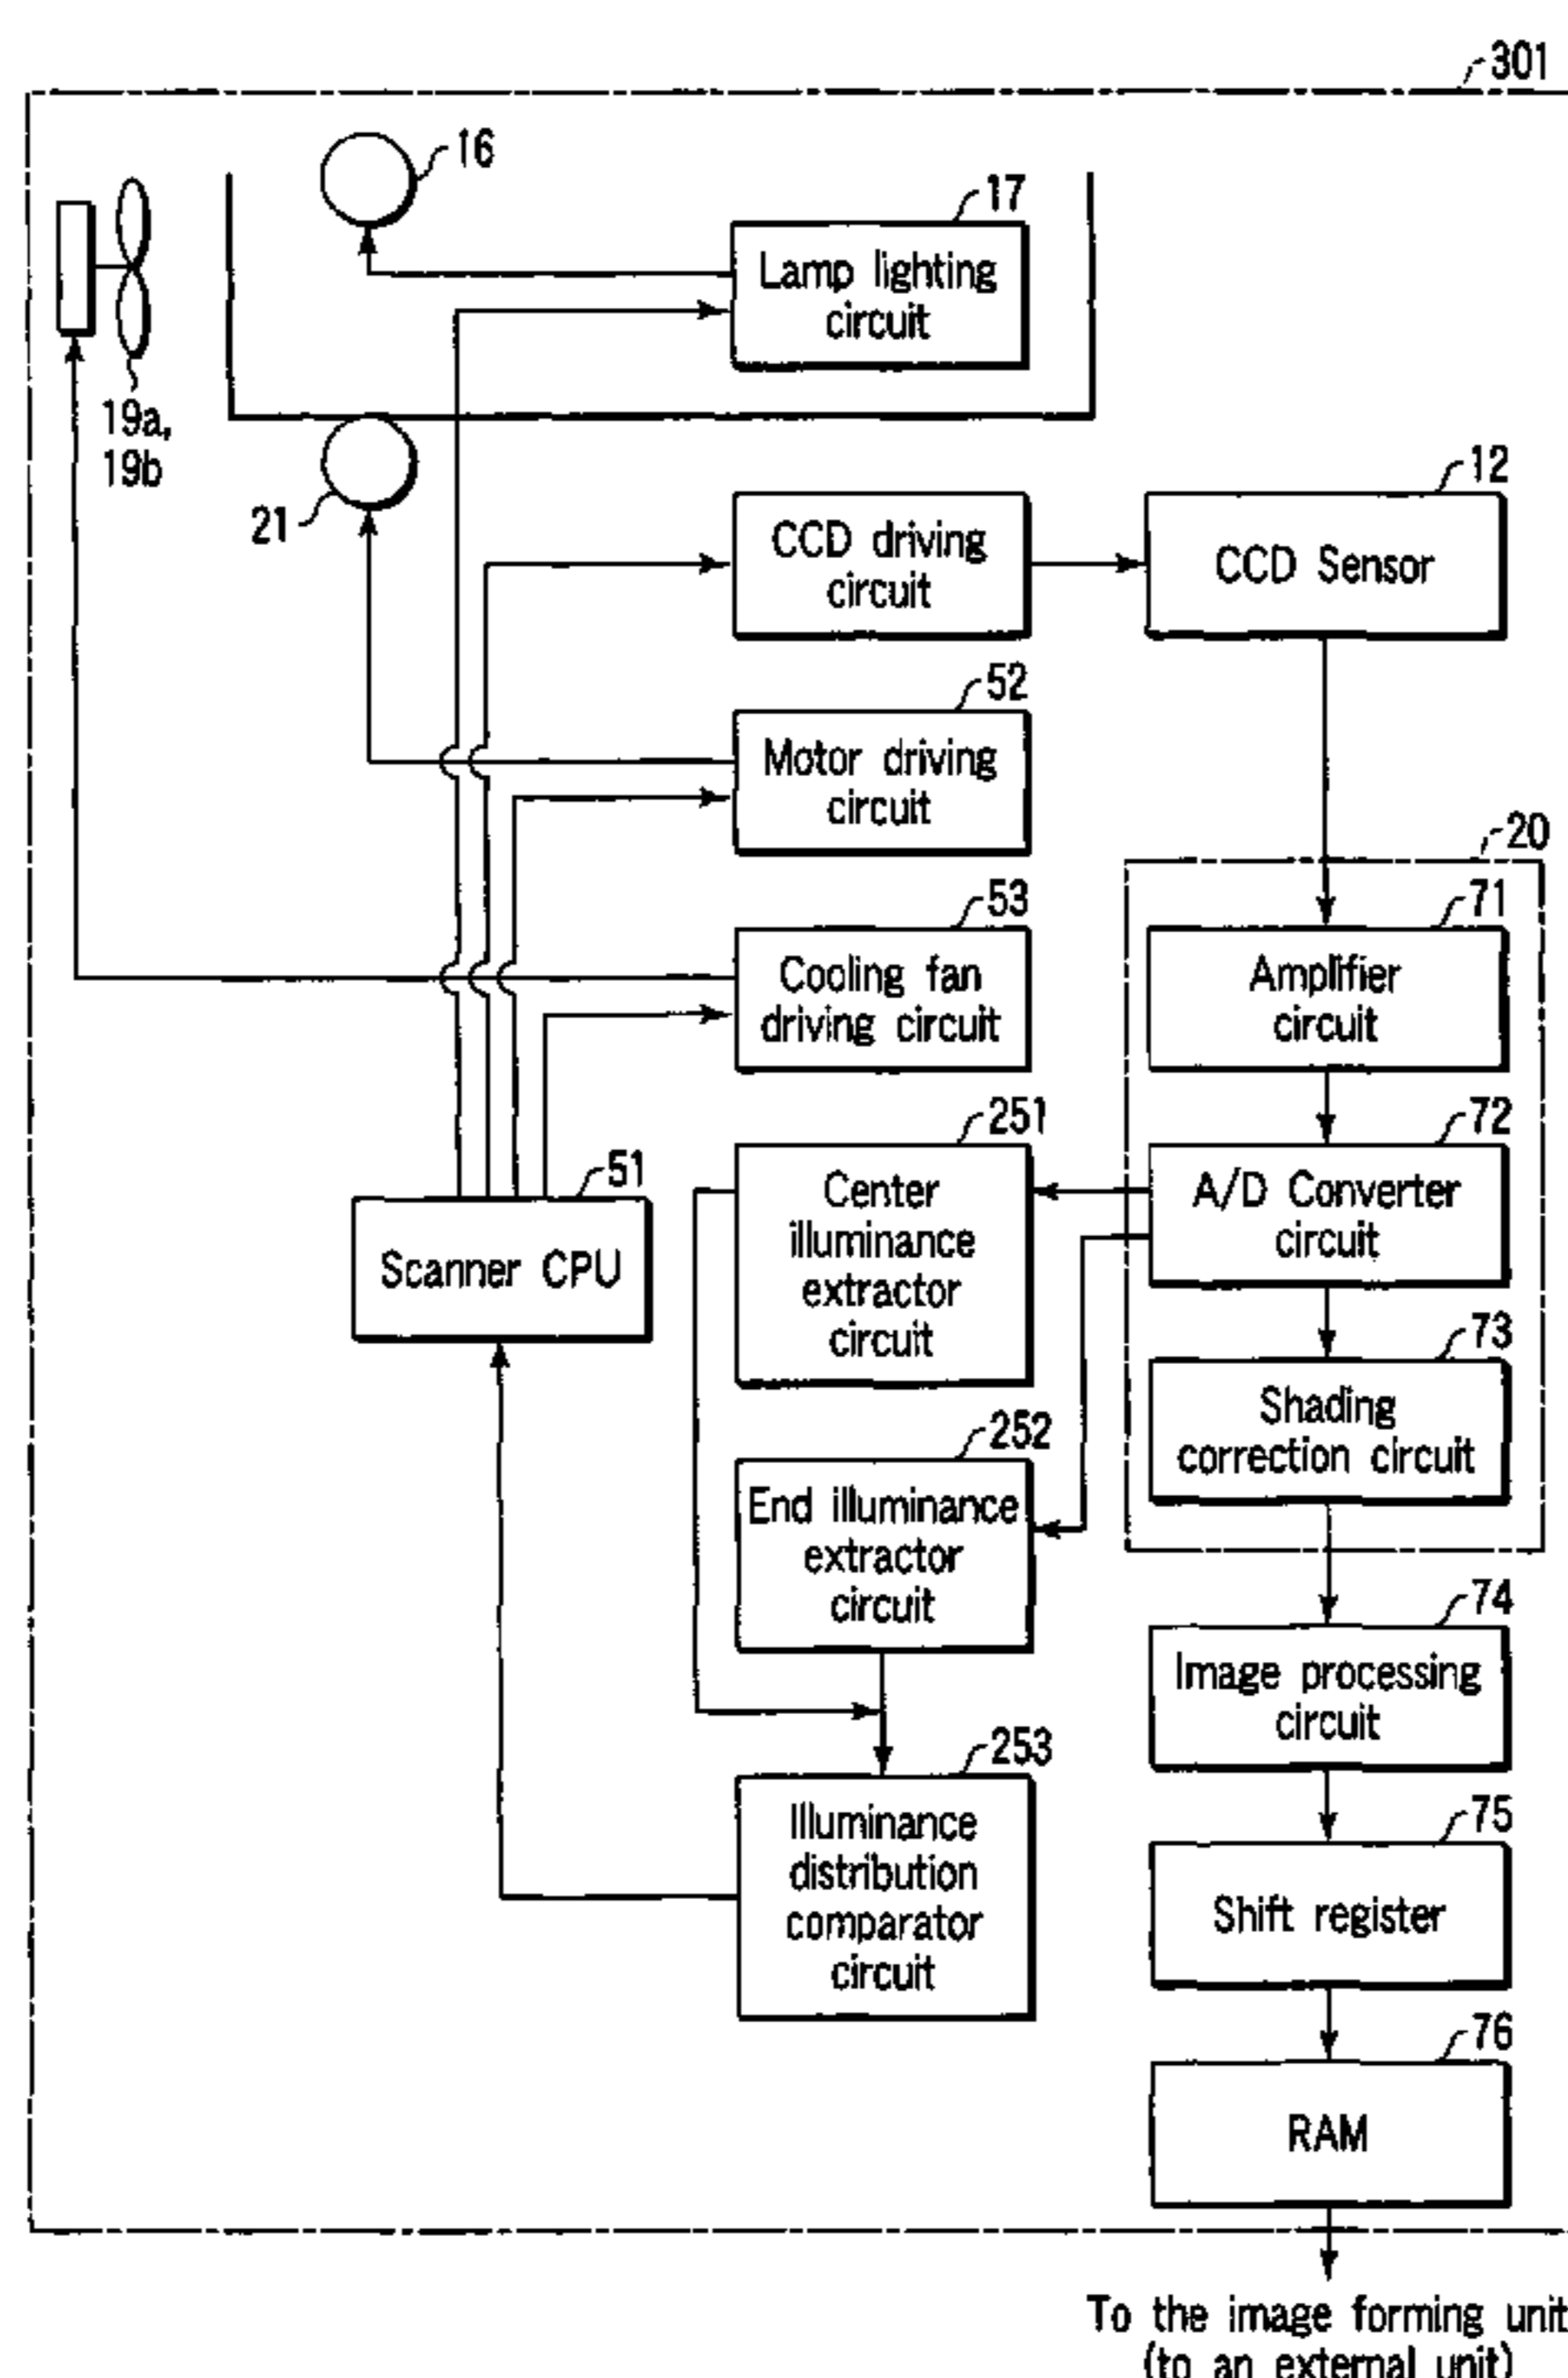 301
16
17
Lamp lighting
circuit
19a,
19b
21
12
CCD driving
circuit
CCD Sensor
52
Motor driving
circuit
20
53
Cooling fan
driving circuit
71
Amplifier
circuit
251
Center
illuminance
extractor
circuit
72
A/D Converter
circuit
51
Scanner CPU
73
Shading
correction circuit
252
End illuminance
extractor
circuit
74
Image processing
circuit
253
Illuminance
distribution
comparator
circuit
75
Shift register
76
RAM
To the image forming unit
(to an external unit)